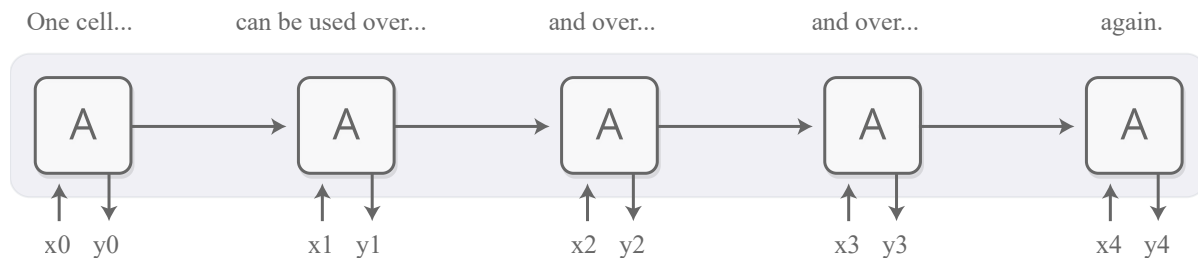 One cell... can be used over... and over... and over... again.
A A A A A
x0 y0 x1 y1 x2 y2 x3 y3 x4 y4